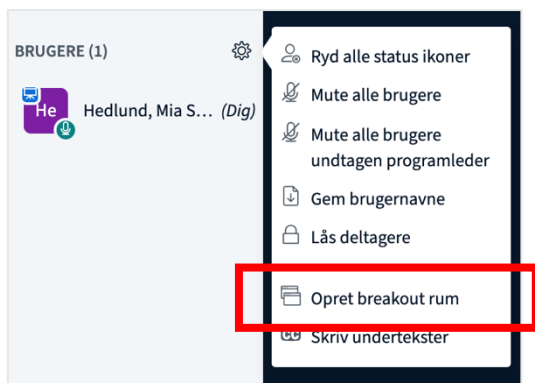 BRUGERE (1)
He
Hedlund, Mia S... (Dig)
Ryd alle status ikoner
Mute alle brugere
Mute alle brugere
undtagen programleder
Gem brugernavne
Lås deltagere
Opret breakout rum
CC Skriv undertekster